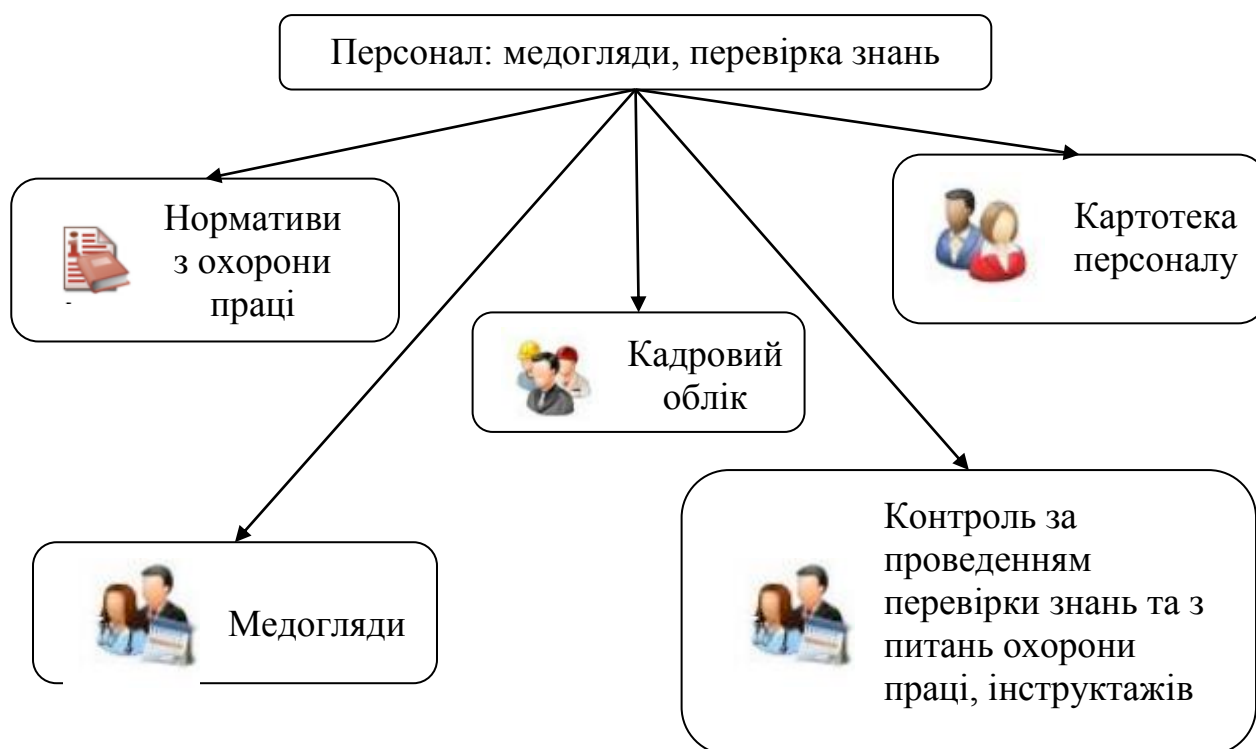 Персонал: медогляди, перевірка знань
Нормативи
з охорони
праці
Картотека
персоналу
Кадровий
облік
Медогляди
Контроль за
проведенням
перевірки знань та з
питань охорони
праці, інструктажів